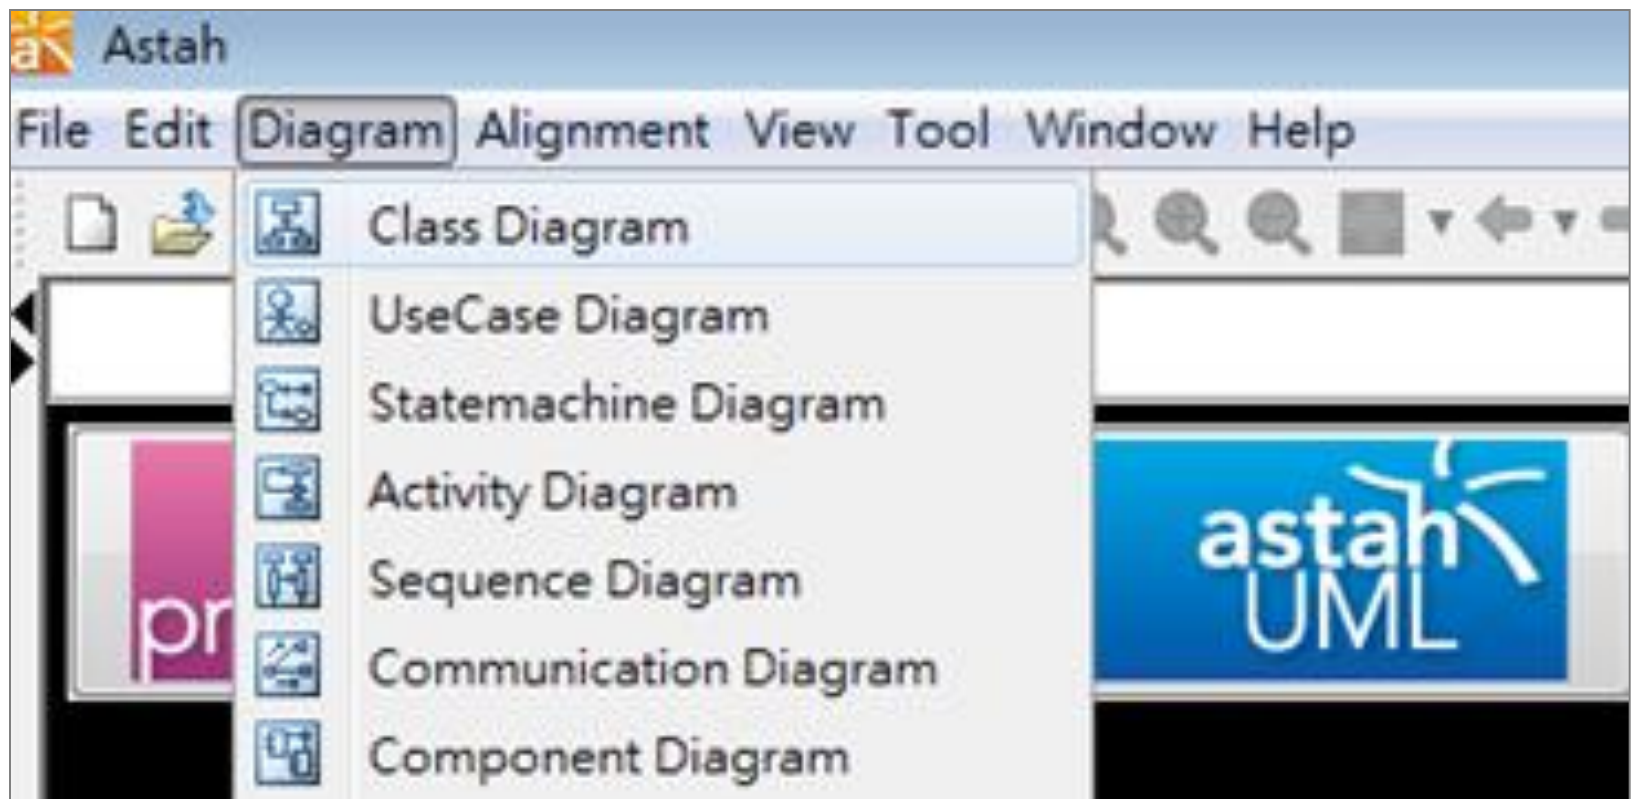 Astah
File Edit Diagram Alignment View Tool Window Help
Class Diagram
UseCase Diagram
Statemachine Diagram
Activity Diagram
Sequence Diagram
Communication Diagram
Component Diagram
pr
astah
UML